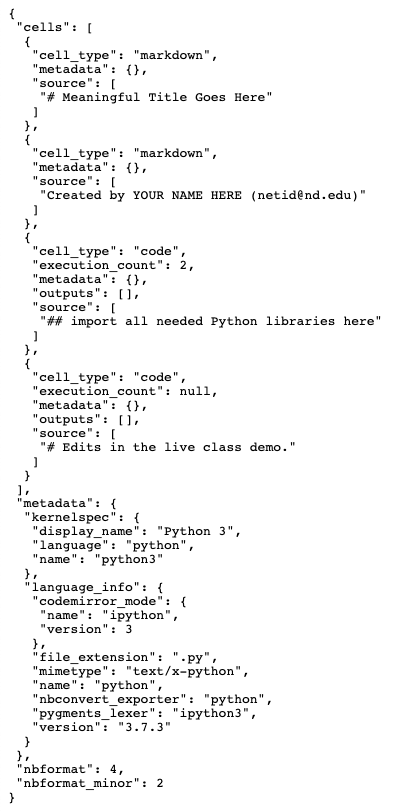 {
 "cells": [
  {
   "cell_type": "markdown",
   "metadata": {},
   "source": [
    "# Meaningful Title Goes Here"
   ]
  },
  {
   "cell_type": "markdown",
   "metadata": {},
   "source": [
    "Created by YOUR NAME HERE (netid@nd.edu)"
   ]
  },
  {
   "cell_type": "code",
   "execution_count": 2,
   "metadata": {},
   "outputs": [],
   "source": [
    "## import all needed Python libraries here"
   ]
  },
  {
   "cell_type": "code",
   "execution_count": null,
   "metadata": {},
   "outputs": [],
   "source": [
    "# Edits in the live class demo."
   ]
  }
 ],
 "metadata": {
  "kernelspec": {
   "display_name": "Python 3",
   "language": "python",
   "name": "python3"
  },
  "language_info": {
   "codemirror_mode": {
    "name": "ipython",
    "version": 3
   },
   "file_extension": ".py",
   "mimetype": "text/x-python",
   "name": "python",
   "nbconvert_exporter": "python",
   "pygments_lexer": "ipython3",
   "version": "3.7.3"
  }
 },
 "nbformat": 4,
 "nbformat_minor": 2
}